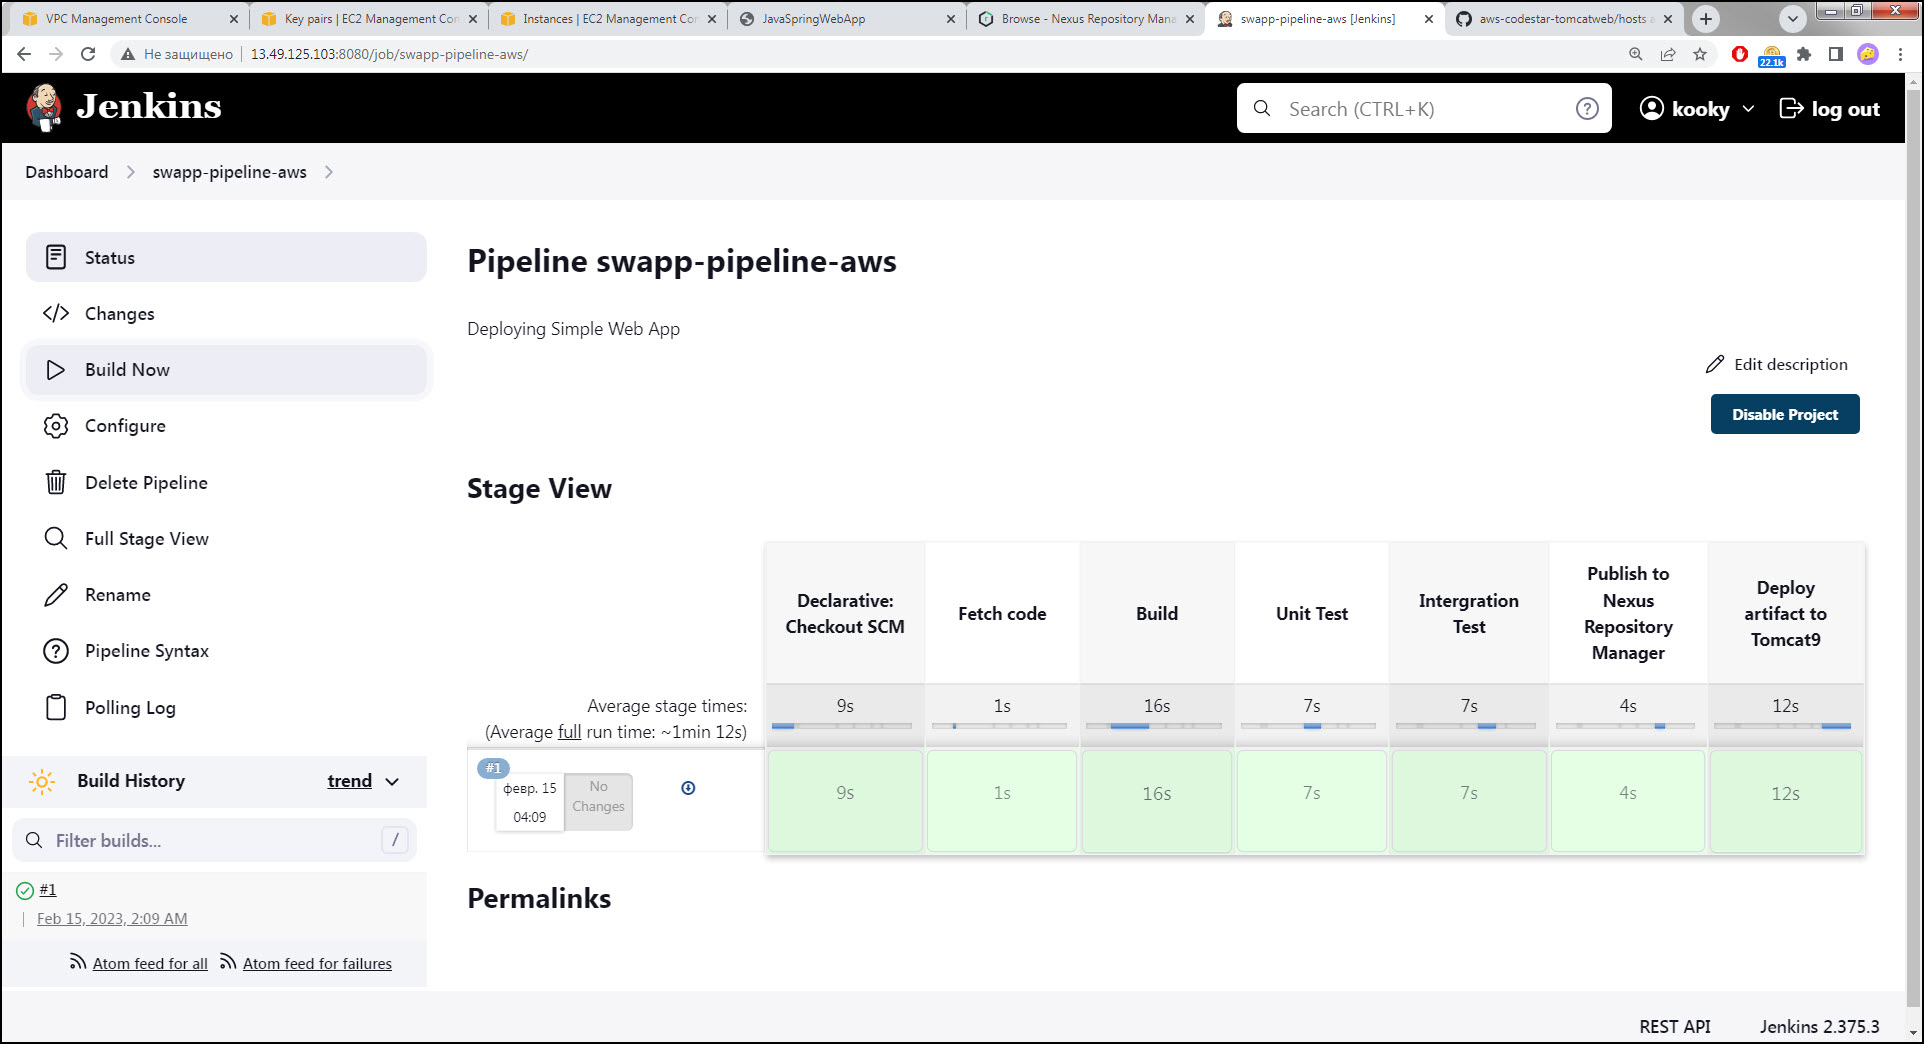 VPC Management Console
Key pairs | EC2 Management Con
Instances | EC2 Management Con
JavaSpringWebApp
Browse - Nexus Repository Mana
swapp-pipeline-aws [Jenkins]
aws-codestar-tomcatweb/hosts a
Не защищено
13.49.125.103:8080/job/swapp-pipeline-aws/
22.1k
Jenkins
Search (CTRL+K)
kooky
log out
Dashboard
swapp-pipeline-aws
Status
Changes
Build Now
Configure
Delete Pipeline
Full Stage View
Rename
Pipeline Syntax
Polling Log
Build History
trend
Filter builds...
/
#1
Feb 15, 2023, 2:09 AM
Atom feed for all
Atom feed for failures
Pipeline swapp-pipeline-aws
Deploying Simple Web App
Edit description
Disable Project
Stage View
Declarative:
Checkout SCM
Fetch code
Build
Unit Test
Intergration
Test
Publish to
Nexus
Repository
Manager
Deploy
artifact to
Tomcat9
Average stage times:
(Average full run time: ~1min 12s)
9s
1s
16s
7s
7s
4s
12s
#1
февр. 15
04:09
No
Changes
9s
1s
16s
7s
7s
4s
12s
Permalinks
REST API
Jenkins 2.375.3